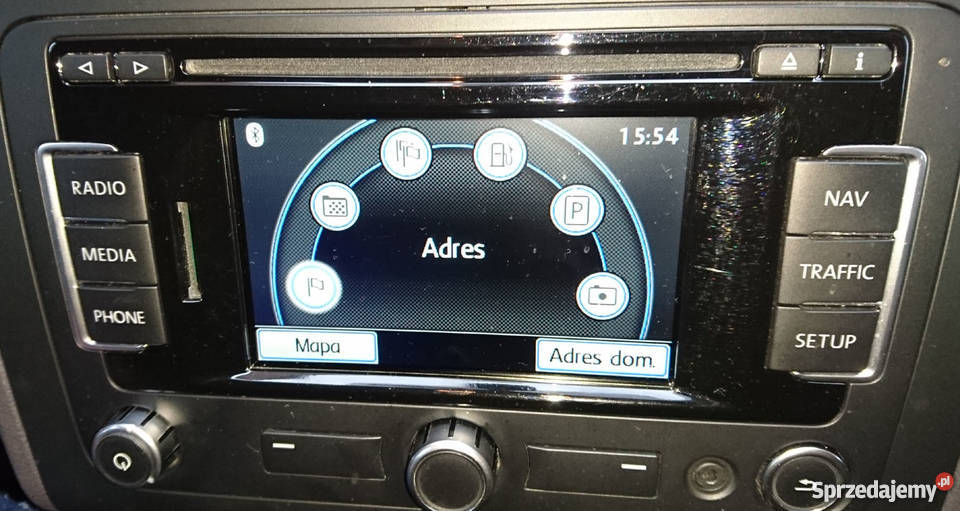 i
15:54
RADIO
MEDIA
PHONE
P
Adres
Mapa
Adres dom.
NAV
TRAFFIC
SETUP
Sprzedajemy.pl